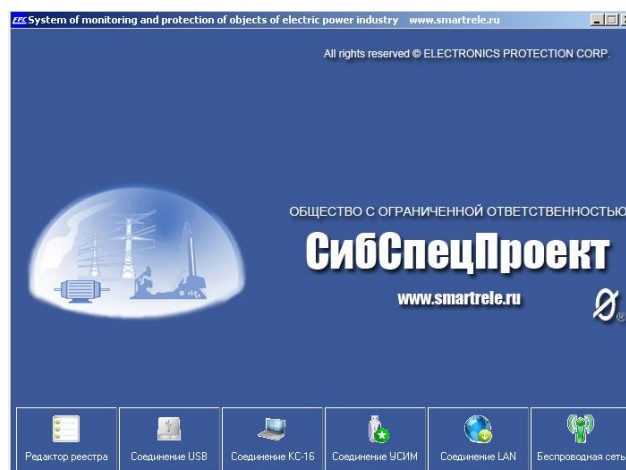 EPC System of monitoring and protection of objects of electric power industry www.smartrele.ru
All rights reserved © ELECTRONICS PROTECTION CORP.
ОБЩЕСТВО С ОГРАНИЧЕННОЙ ОТВЕТСТВЕННОСТЬЮ
СибСпецПроект
www.smartrele.ru
®
Редактор реестра Соединение USB Соединение КС-16 Соединение УСИМ Соединение LAN Беспроводная сеть